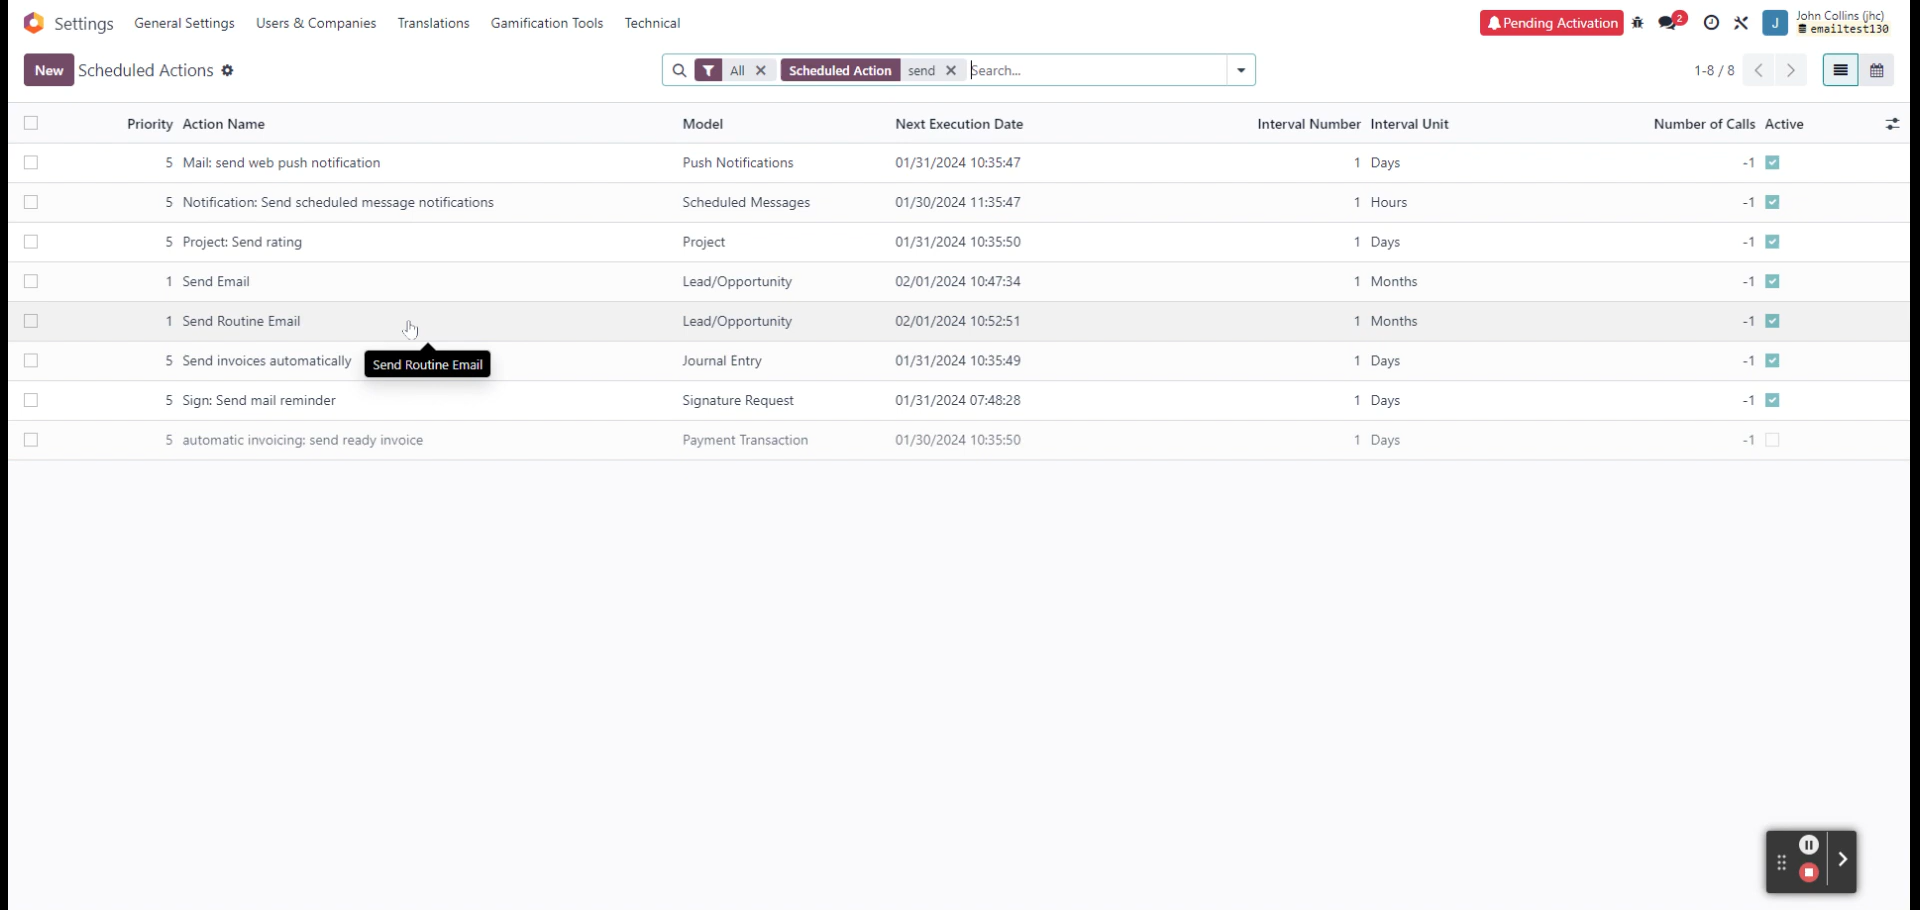 Settings General Settings Users & Companies Translations Gamification Tools Technical Pending Activation 2 J John Collins (jhc)
emailtest130
New Scheduled Actions All Scheduled Action send Search... 1-8 / 8
Priority Action Name Model Next Execution Date Interval Number Interval Unit Number of Calls Active
5 Mail: send web push notification Push Notifications 01/31/2024 10:35:47 1 Days -1
5 Notification: Send scheduled message notifications Scheduled Messages 01/30/2024 11:35:47 1 Hours -1
5 Project: Send rating Project 01/31/2024 10:35:50 1 Days -1
1 Send Email Lead/Opportunity 02/01/2024 10:47:34 1 Months -1
1 Send Routine Email Lead/Opportunity 02/01/2024 10:52:51 1 Months -1
5 Send invoices automatically Journal Entry 01/31/2024 10:35:49 1 Days -1
Send Routine Email
5 Sign: Send mail reminder Signature Request 01/31/2024 07:48:28 1 Days -1
5 automatic invoicing: send ready invoice Payment Transaction 01/30/2024 10:35:50 1 Days -1